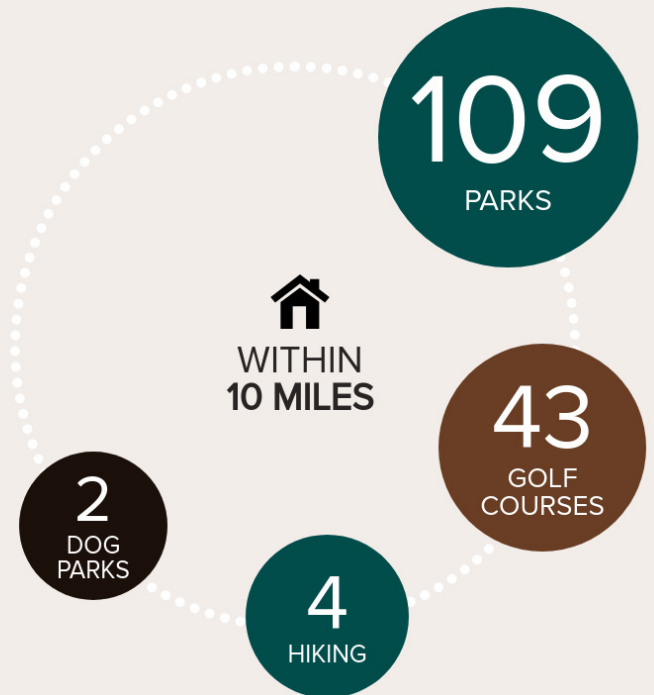 109
PARKS
WITHIN
10 MILES
43
GOLF
COURSES
2
DOG
PARKS
4
HIKING